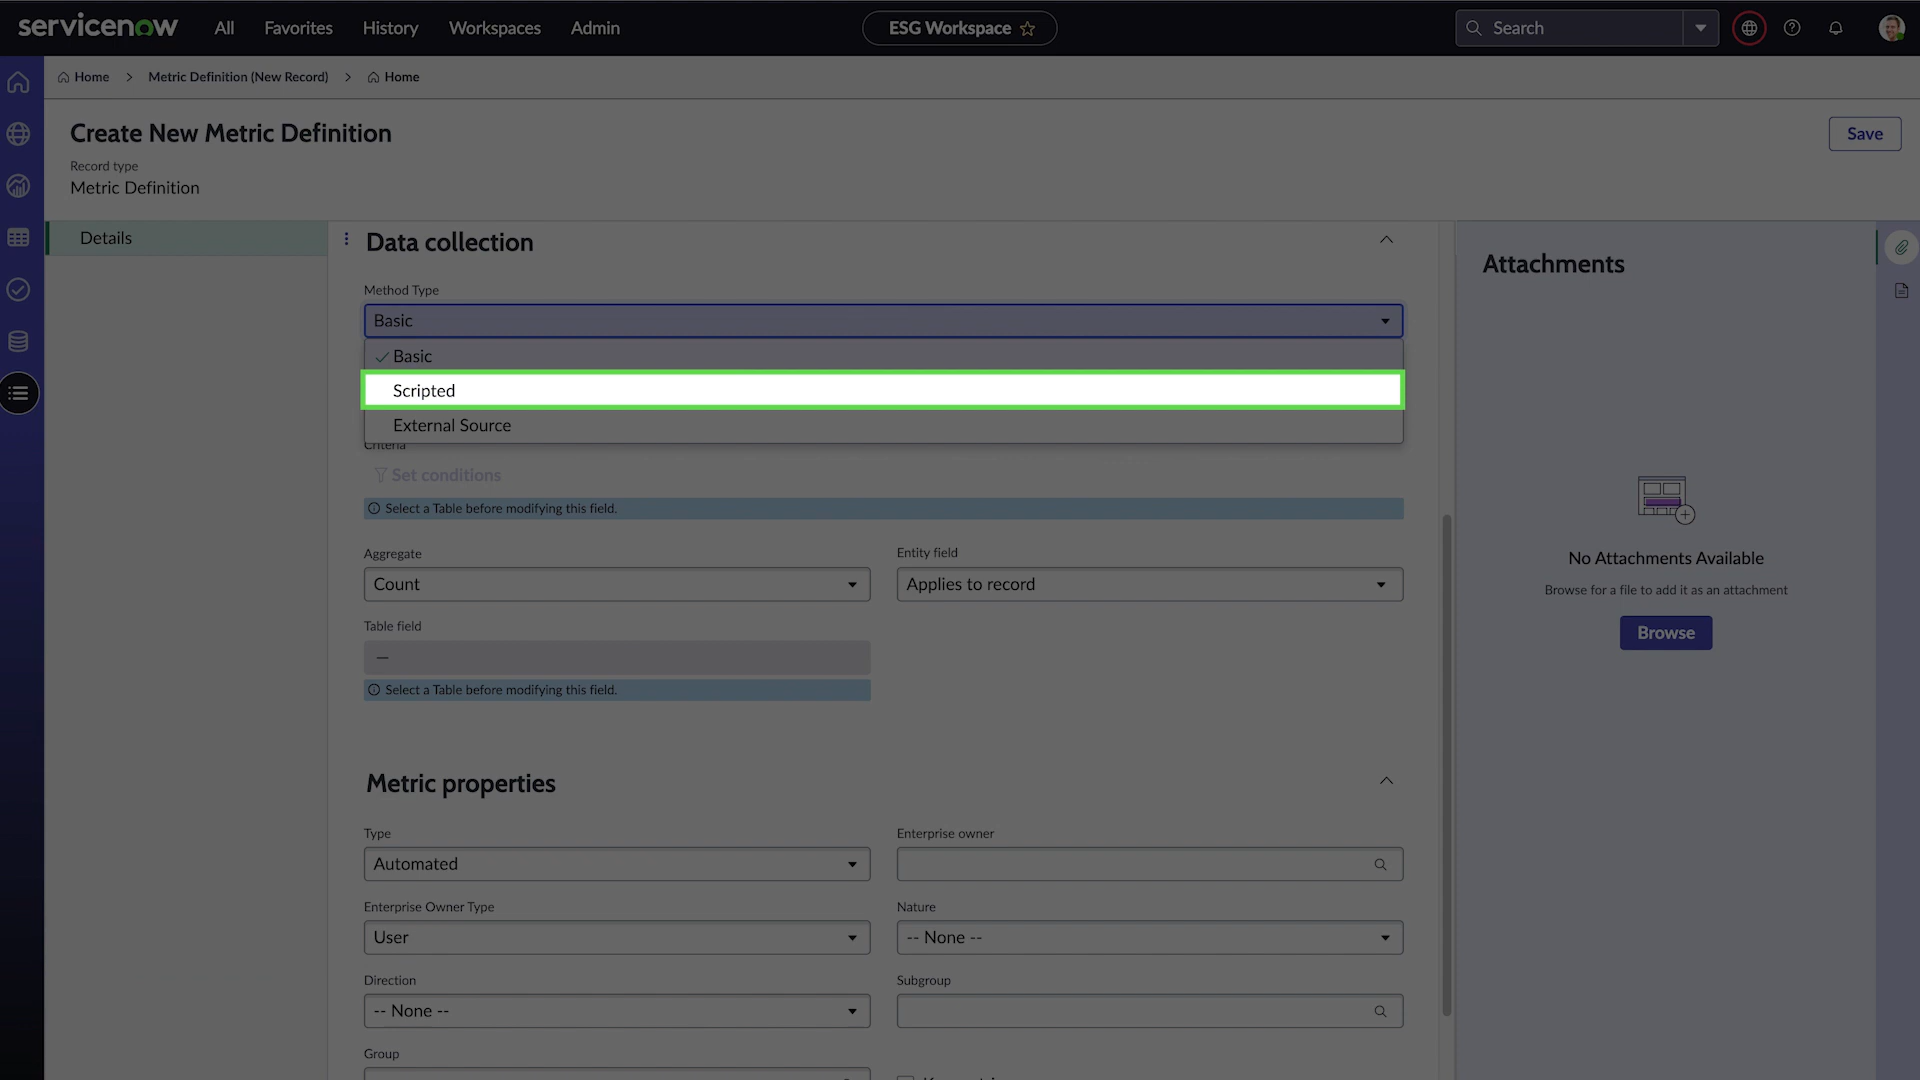 servicenow
All
Favorites
History
Workspaces
Admin
ESG Workspace
Search
Home
Metric Definition (New Record)
Home
Create New Metric Definition
Save
Record type
Metric Definition
Details
Data collection
Method Type
Basic
Basic
Scripted
External Source
Criteria
Set conditions
Select a Table before modifying this field.
Aggregate
Entity field
Count
Applies to record
Table field
—
Select a Table before modifying this field.
Metric properties
Type
Enterprise owner
Automated
Enterprise Owner Type
Nature
User
-- None --
Direction
Subgroup
-- None --
Group
Attachments
No Attachments Available
Browse for a file to add it as an attachment
Browse